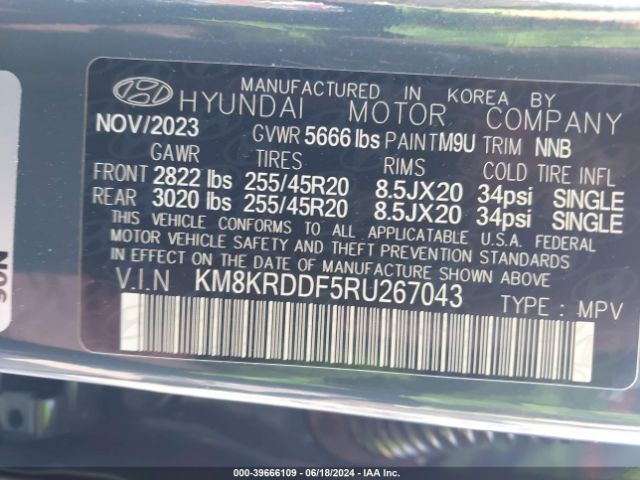 MANUFACTURED IN KOREA BY
HYUNDAI MOTOR COMPANY
NOV/2023 GVWR 5666 lbs PAINT M9U TRIM NNB
GAWR TIRES RIMS COLD TIRE INFL
FRONT 2822 lbs 255/45R20 8.5JX20 34psi SINGLE
REAR 3020 lbs 255/45R20 8.5JX20 34psi SINGLE
THIS VEHICLE CONFORMS TO ALL APPLICATABLE U.S.A. FEDERAL
MOTOR VEHICLE SAFETY AND THEFT PREVENTION STANDARDS
IN EFFECT ON THE DATE OF MANUFACTURE SHOWN ABOVE
V.I.N KM8KRDDF5RU267043 TYPE : MPV
000-39666109 - 06/18/2024 - IAA Inc.